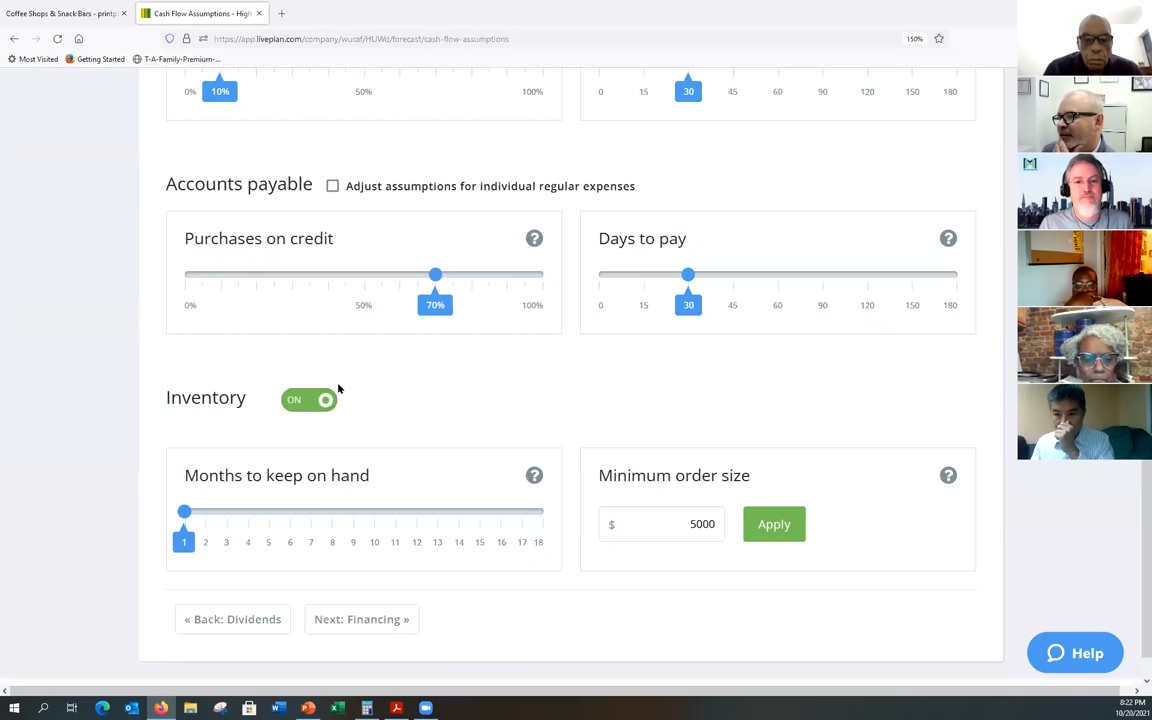 Coffee Shops & Snack Bars - printp
Cash Flow Assumptions - High
https://app.liveplan.com/company/wucaf/HUWd/forecast/cash-flow-assumptions
150%
Most Visited
Getting Started
T-A-Family-Premium-...
0% 10% 50% 100%
0 15 30 45 60 90 120 150 180
Accounts payable
Adjust assumptions for individual regular expenses
Purchases on credit
?
Days to pay
?
0% 50% 70% 100%
0 15 30 45 60 90 120 150 180
Inventory
ON
Months to keep on hand
?
Minimum order size
?
$ 5000
Apply
1 2 3 4 5 6 7 8 9 10 11 12 13 14 15 16 17 18
« Back: Dividends
Next: Financing »
Help
8:22 PM
10/20/2021